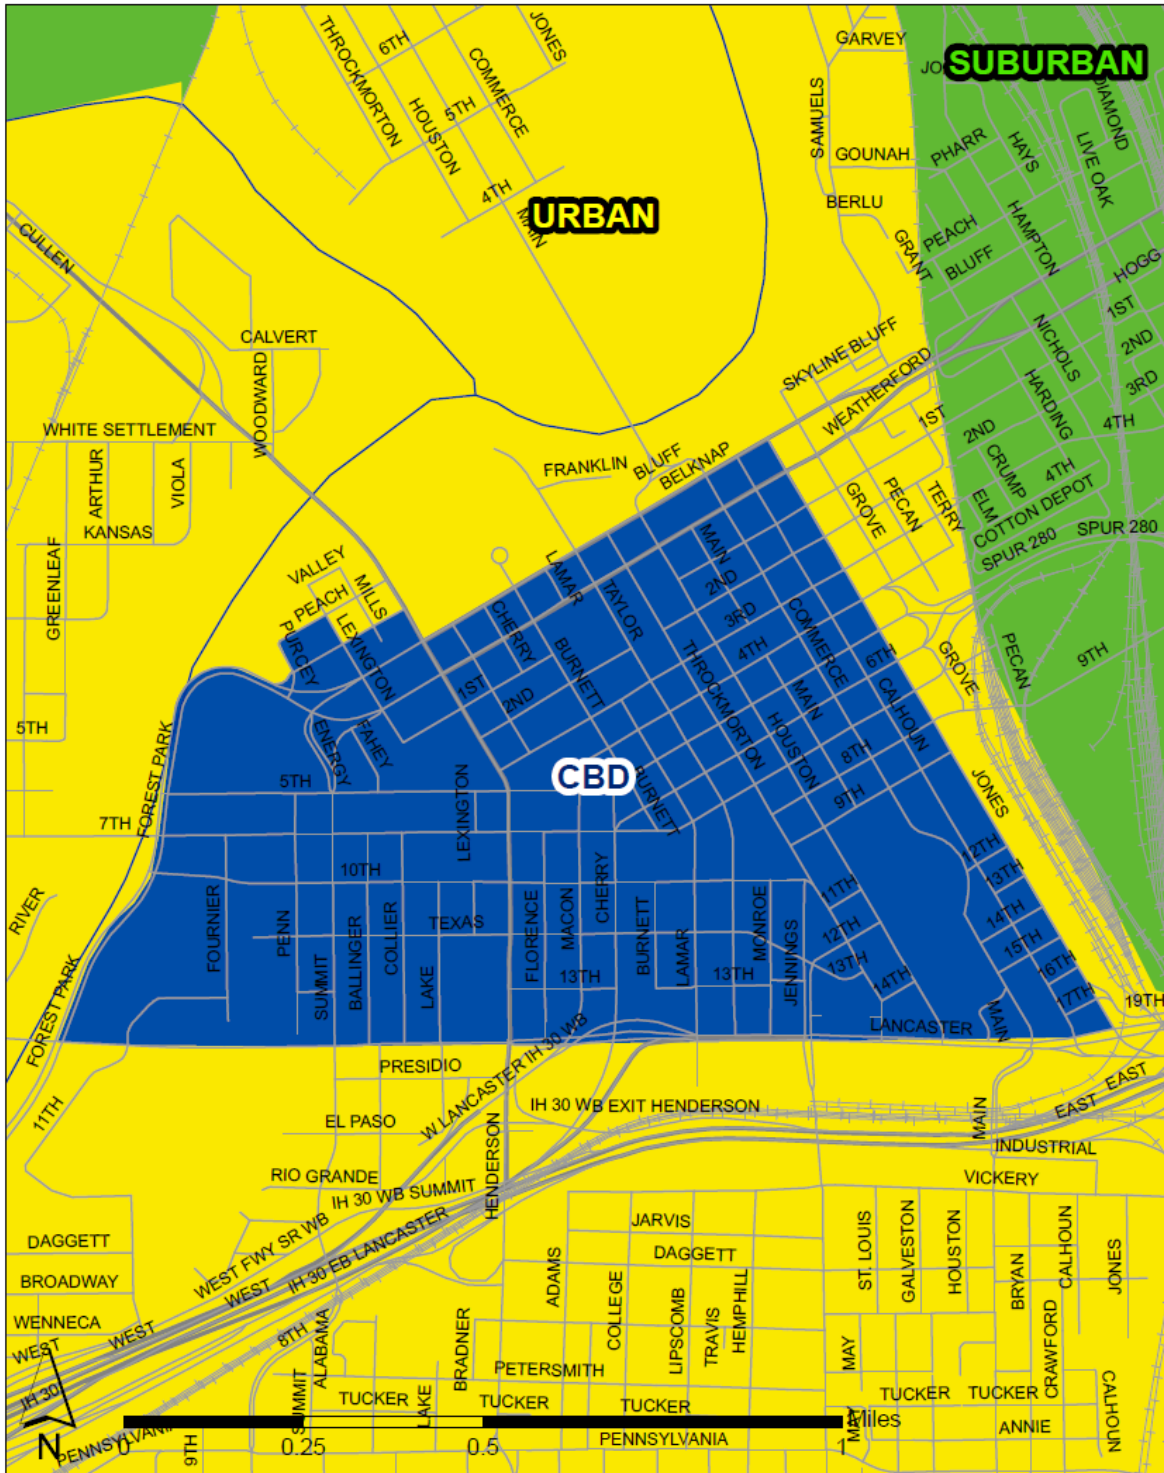 JONES
THROCKMORTON
6TH
COMMERCE
GARVEY
SUBURBAN
DIAMOND
HOUSTON
5TH
SAMUELS
LIVE OAK
HAYS
PHARR
GOUNAH
4TH
MAIN
URBAN
BERLU
HAMPTON
PEACH
CULLEN
GRANT
BLUFF
HOGG
1ST
NICHOLS
CALVERT
2ND
SKYLINE BLUFF
WOODWARD
WEATHERFORD
HARDING
3RD
WHITE SETTLEMENT
1ST
2ND
4TH
FRANKLIN
BLUFF
BELKNAP
ARTHUR
VIOLA
CRUMP
4TH
KANSAS
GROVE
PECAN
TERRY
ELM
COTTON DEPOT
SPUR 280
SPUR 280
GREENLEAF
VALLEY
MILLS
PEACH
LAMAR
MAIN
2ND
TAYLOR
3RD
CHERRY
LEXINGTON
PURCEY
BURNETT
4TH
COMMERCE
6TH
GROVE
PECAN
9TH
1ST
2ND
THROCKMORTON
MAIN
CALHOUN
5TH
FOREST PARK
ENERGY
FAHEY
HOUSTON
8TH
5TH
CBD
BURNETT
9TH
JONES
7TH
LEXINGTON
12TH
10TH
13TH
RIVER
FOURNIER
PENN
SUMMIT
BALLINGER
COLLIER
LAKE
TEXAS
FLORENCE
MACON
CHERRY
BURNETT
LAMAR
MONROE
JENNINGS
11TH
12TH
13TH
14TH
14TH
15TH
16TH
17TH
13TH
13TH
FOREST PARK
19TH
LANCASTER
MAIN
PRESIDIO
W LANCASTER IH 30 WB
11TH
EL PASO
IH 30 WB EXIT HENDERSON
EAST
EAST
MAIN
INDUSTRIAL
RIO GRANDE
IH 30 WB SUMMIT
HENDERSON
VICKERY
DAGGETT
WEST FWY SR WB
IH 30 EB LANCASTER
JARVIS
DAGGETT
ST. LOUIS
GALVESTON
HOUSTON
CALHOUN
JONES
BROADWAY
WEST
ADAMS
COLLEGE
LIPSCOMB
TRAVIS
HEMPHILL
BRYAN
WENNECA
WEST
WEST
8TH
ALABAMA
BRADNER
MAY
CRAWFORD
CALHOUN
PETERSMITH
IH 30
SUMMIT
TUCKER
LAKE
TUCKER
TUCKER
TUCKER
TUCKER
MAY
ANNIE
Miles
N
PENNSYLVANIA
9TH
0
0.25
0.5
1
PENNSYLVANIA